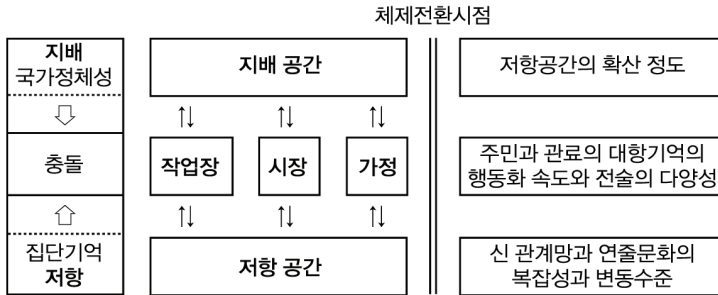 체제전환시점
지배
국가정체성
지배 공간
저항공간의 확산 정도
⇩
↑↓ ↑↓ ↑↓
충돌
작업장
시장
가정
주민과 관료의 대항기억의
행동화 속도와 전술의 다양성
⇧
↑↓ ↑↓ ↑↓
집단기억
저항
저항 공간
신 관계망과 연줄문화의
복잡성과 변동수준